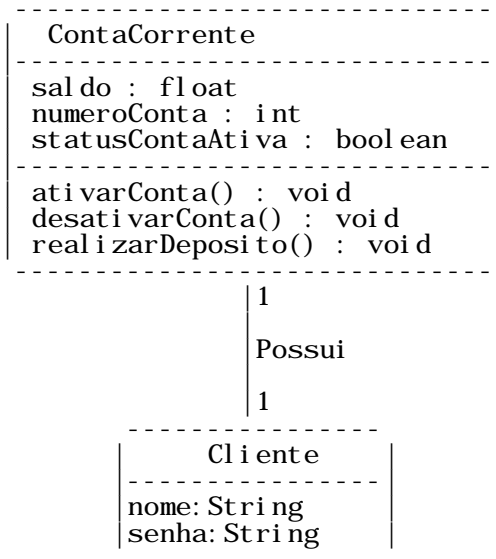 ContaCorrente
saldo : float
numeroConta : int
statusContaAtiva : boolean
ativarConta() : void
desativarConta() : void
realizarDeposito() : void
1
Possui
1
Cliente
nome:String
senha:String